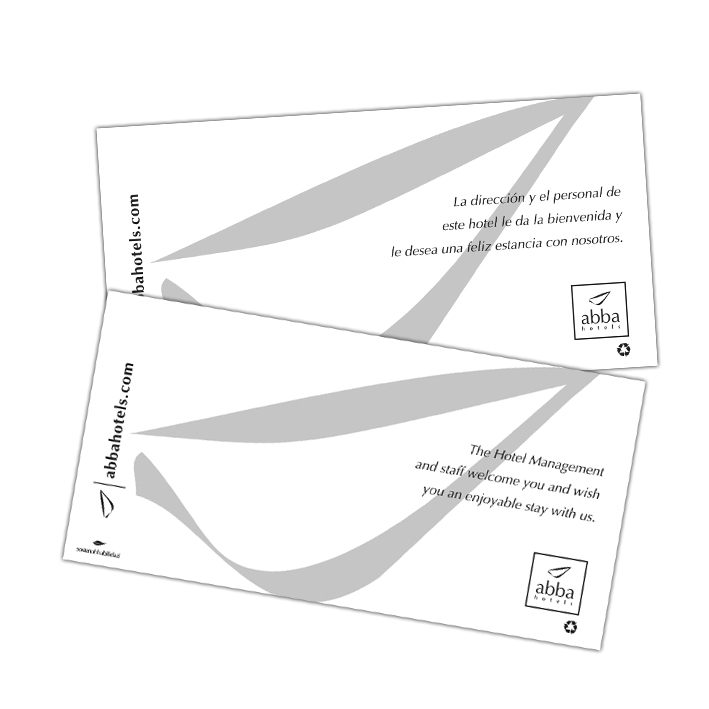 bbahotels.com
La dirección y el personal de
este hotel le da la bienvenida y
le desea una feliz estancia con nosotros.
abba
hotels
abbahotels.com
The Hotel Management
and staff welcome you and wish
you an enjoyable stay with us.
abba
hotels